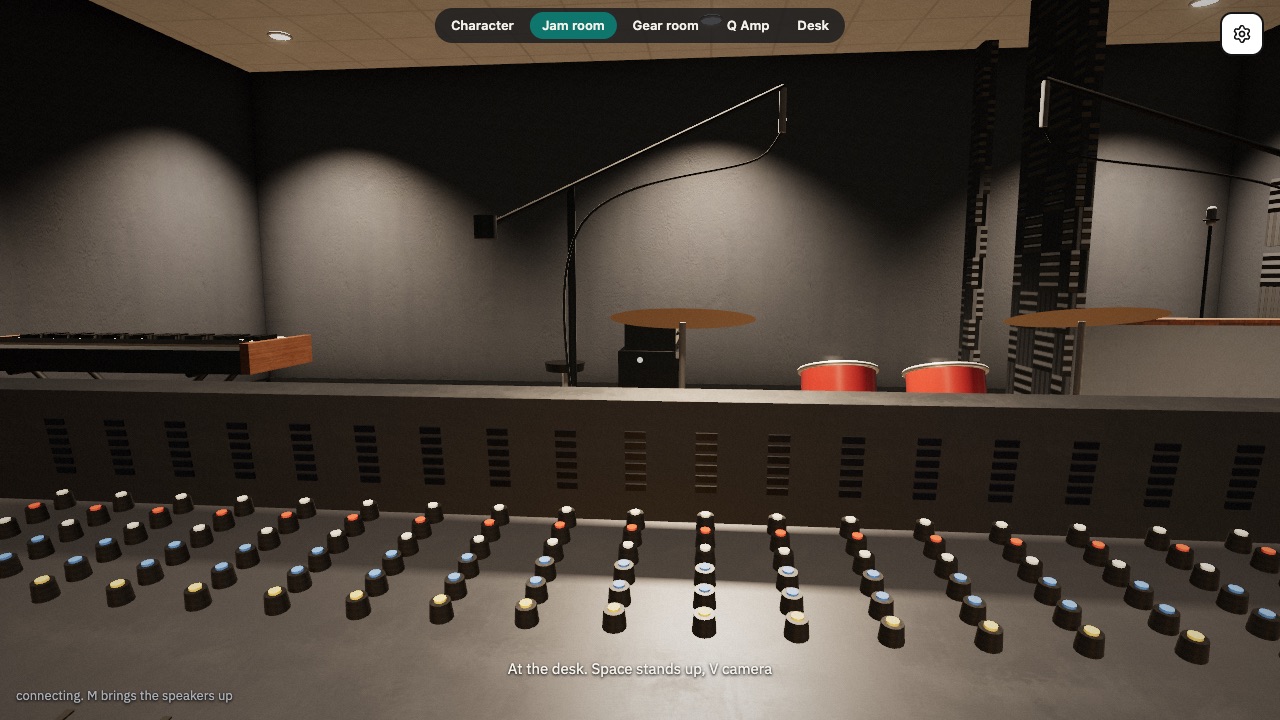 Character
Jam room
Gear room
Q Amp
Desk
At the desk. Space stands up, V camera
connecting. M brings the speakers up